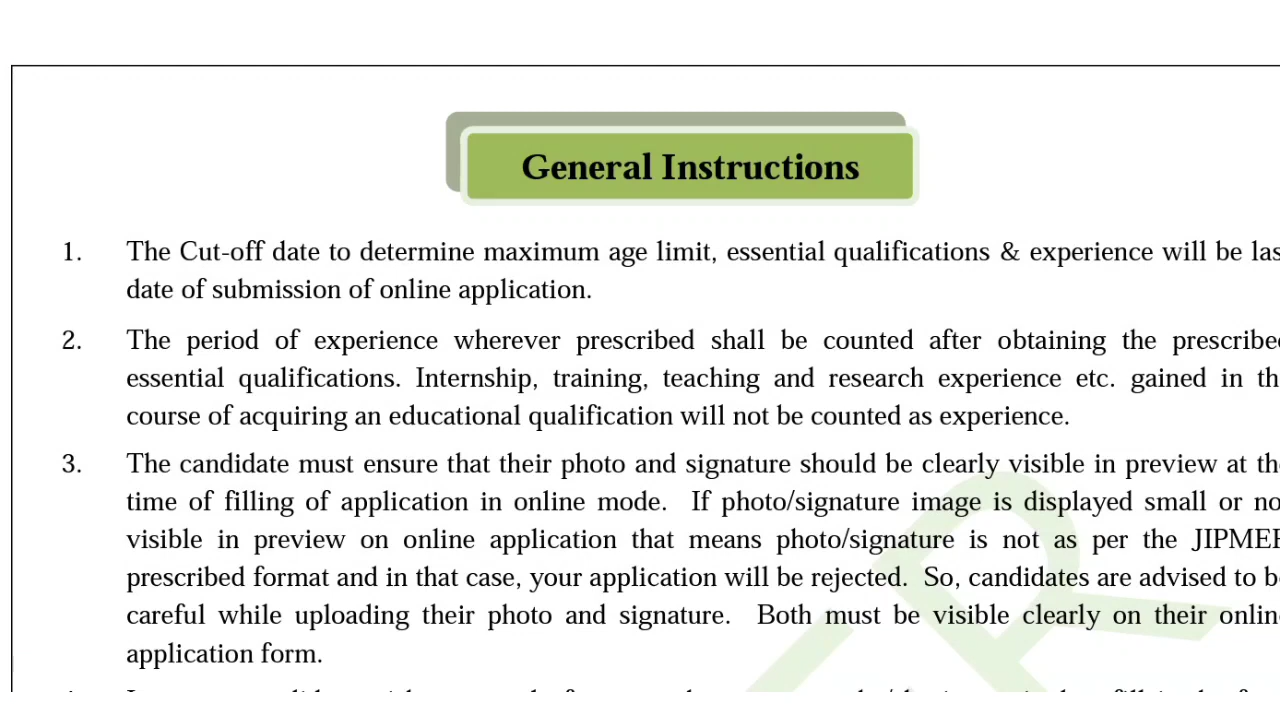 General Instructions
1. The Cut-off date to determine maximum age limit, essential qualifications & experience will be las
date of submission of online application.
2. The period of experience wherever prescribed shall be counted after obtaining the prescribed
essential qualifications. Internship, training, teaching and research experience etc. gained in th
course of acquiring an educational qualification will not be counted as experience.
3. The candidate must ensure that their photo and signature should be clearly visible in preview at th
time of filling of application in online mode. If photo/signature image is displayed small or no
visible in preview on online application that means photo/signature is not as per the JIPMER
prescribed format and in that case, your application will be rejected. So, candidates are advised to be
careful while uploading their photo and signature. Both must be visible clearly on their onlin
application form.